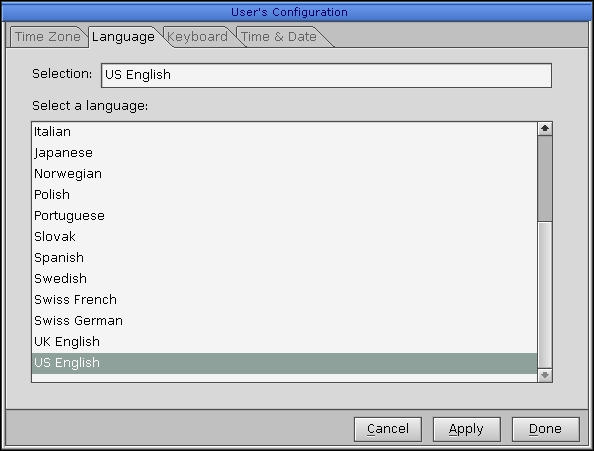 User's Configuration
Time Zone Language Keyboard Time & Date
Selection: US English
Select a language:
Italian
Japanese
Norwegian
Polish
Portuguese
Slovak
Spanish
Swedish
Swiss French
Swiss German
UK English
US English
Cancel Apply Done